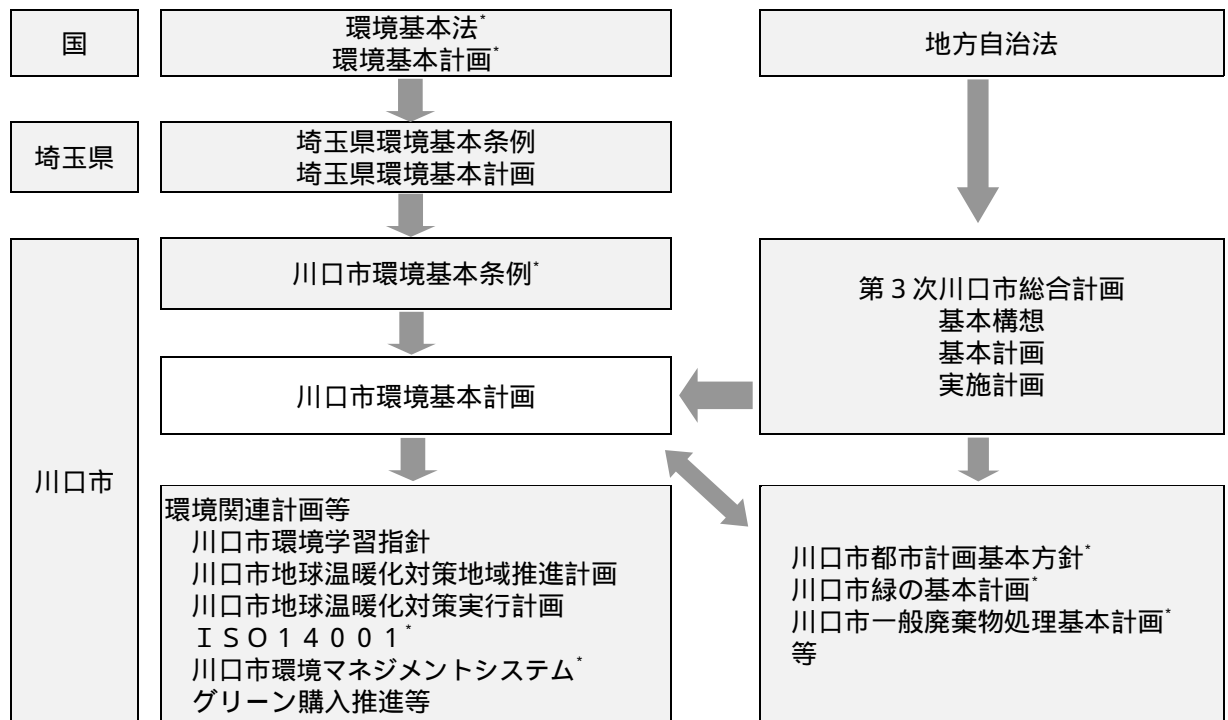 国
環境基本法*
環境基本計画*
地方自治法
埼玉県
埼玉県環境基本条例
埼玉県環境基本計画
川口市
川口市環境基本条例*
川口市環境基本計画
第３次川口市総合計画
基本構想
基本計画
実施計画
環境関連計画等
川口市環境学習指針
川口市地球温暖化対策地域推進計画
川口市地球温暖化対策実行計画
ＩＳＯ１４００１*
川口市環境マネジメントシステム*
グリーン購入推進等
川口市都市計画基本方針*
川口市緑の基本計画*
川口市一般廃棄物処理基本計画*
等